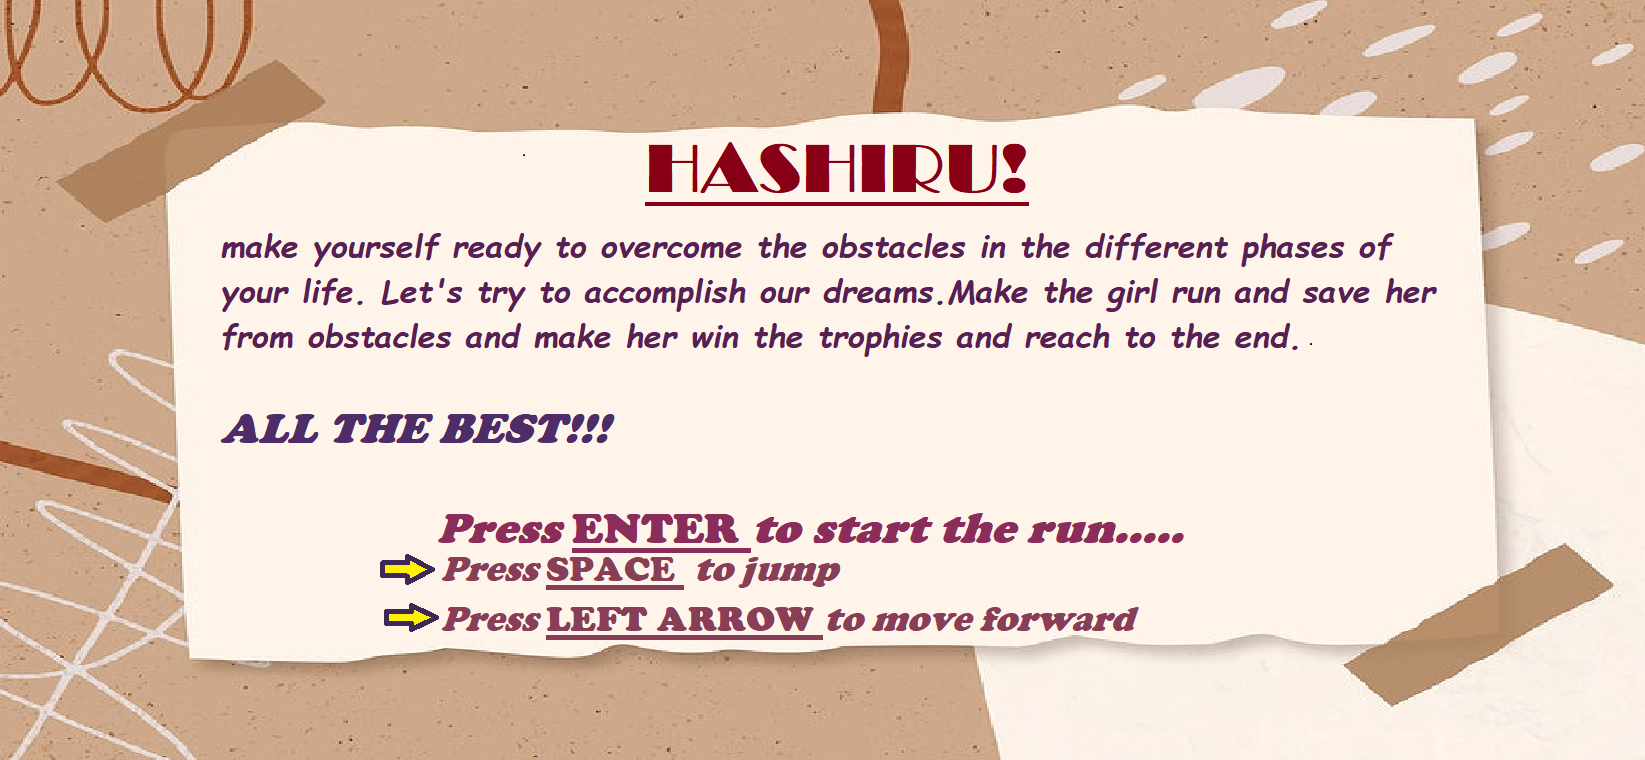 HASHIRU!
make yourself ready to overcome the obstacles in the different phases of
your life. Let's try to accomplish our dreams.Make the girl run and save her
from obstacles and make her win the trophies and reach to the end.
ALL THE BEST!!!
Press ENTER to start the run.....
Press SPACE to jump
Press LEFT ARROW to move forward